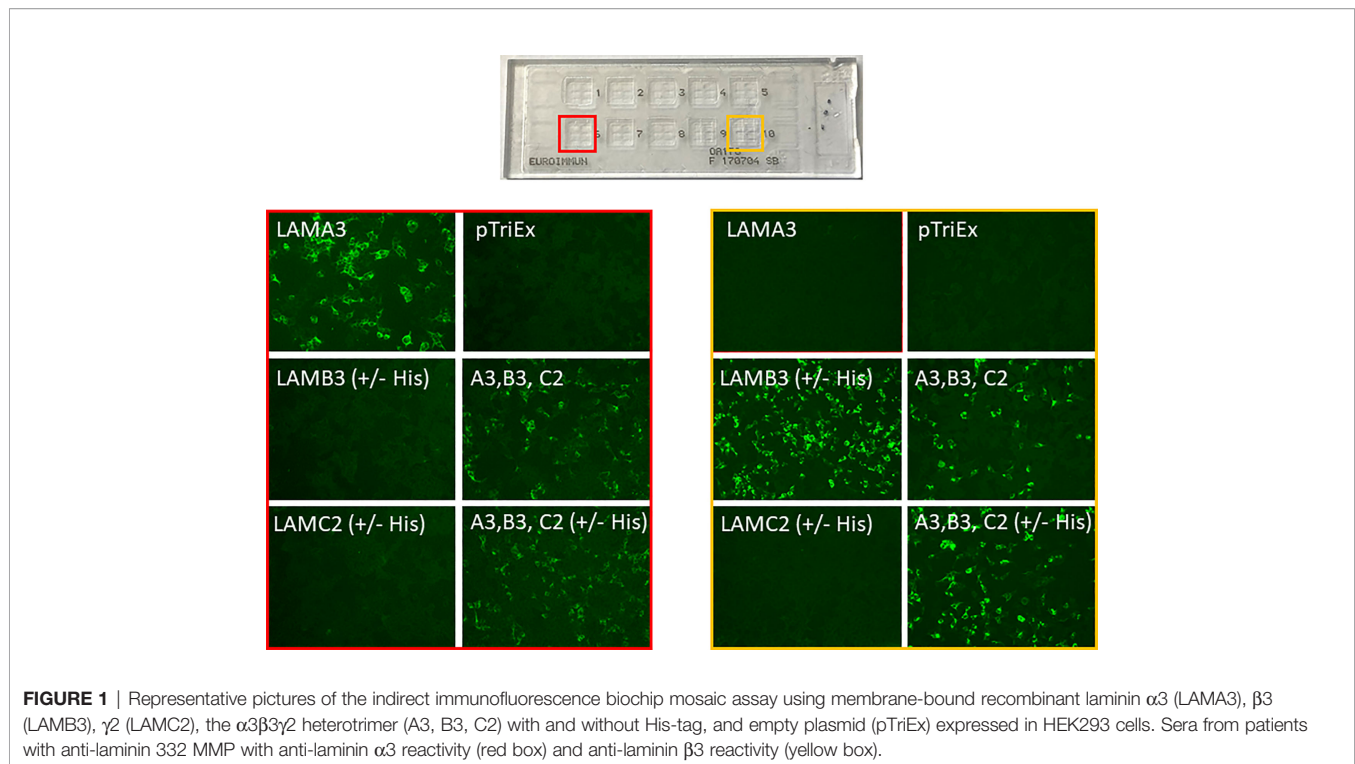 1 2 3 4 5
6 7 8 9 10
EUROIMMUN
F 170704 SB
LAMA3
pTriEx
LAMB3 (+/- His)
A3,B3, C2
LAMC2 (+/- His)
A3,B3, C2 (+/- His)
LAMA3
pTriEx
LAMB3 (+/- His)
A3,B3, C2
LAMC2 (+/- His)
A3,B3, C2 (+/- His)
FIGURE 1 | Representative pictures of the indirect immunofluorescence biochip mosaic assay using membrane-bound recombinant laminin α3 (LAMA3), β3
(LAMB3), γ2 (LAMC2), the α3β3γ2 heterotrimer (A3, B3, C2) with and without His-tag, and empty plasmid (pTriEx) expressed in HEK293 cells. Sera from patients
with anti-laminin 332 MMP with anti-laminin α3 reactivity (red box) and anti-laminin β3 reactivity (yellow box).